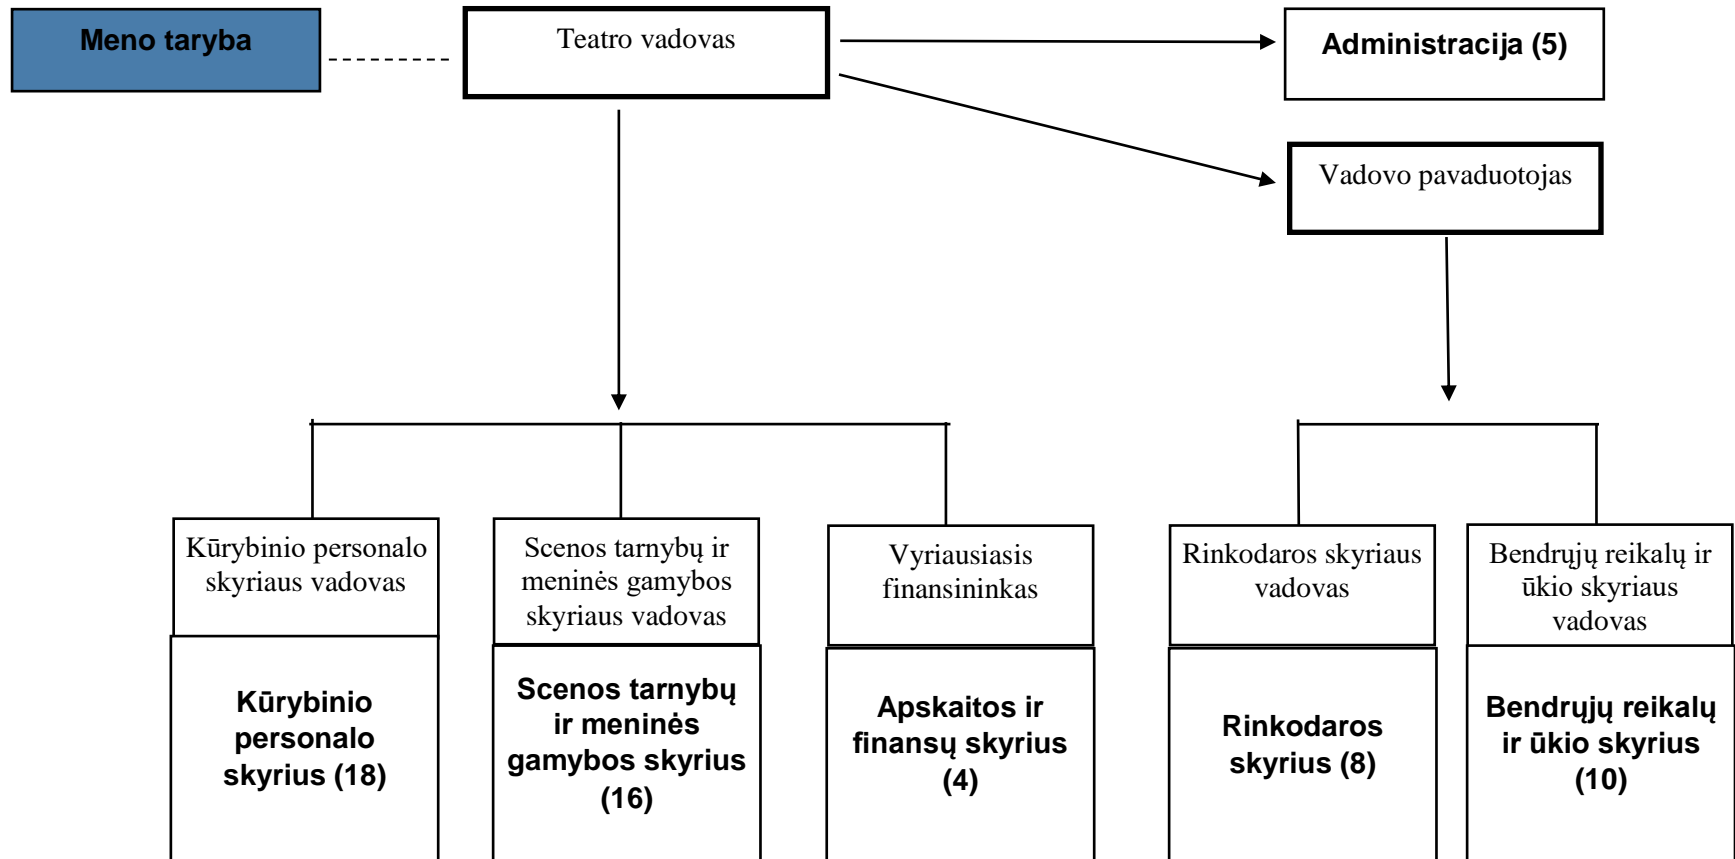 Meno taryba
Teatro vadovas
Administracija (5)
Vadovo pavaduotojas
Kūrybinio personalo
skyriaus vadovas
Scenos tarnybų ir
meninės gamybos
skyriaus vadovas
Vyriausiasis
finansininkas
Rinkodaros skyriaus
vadovas
Bendrųjų reikalų ir
ūkio skyriaus
vadovas
Kūrybinio
personalo
skyrius (18)
Scenos tarnybų
ir meninės
gamybos skyrius
(16)
Apskaitos ir
finansų skyrius
(4)
Rinkodaros
skyrius (8)
Bendrųjų reikalų
ir ūkio skyrius
(10)